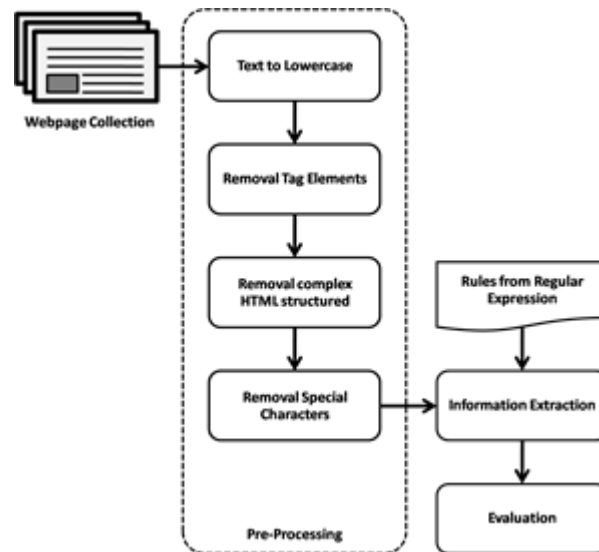 Webpage Collection
Text to Lowercase
Removal Tag Elements
Removal complex
HTML structured
Removal Special
Characters
Pre-Processing
Rules from Regular
Expression
Information Extraction
Evaluation